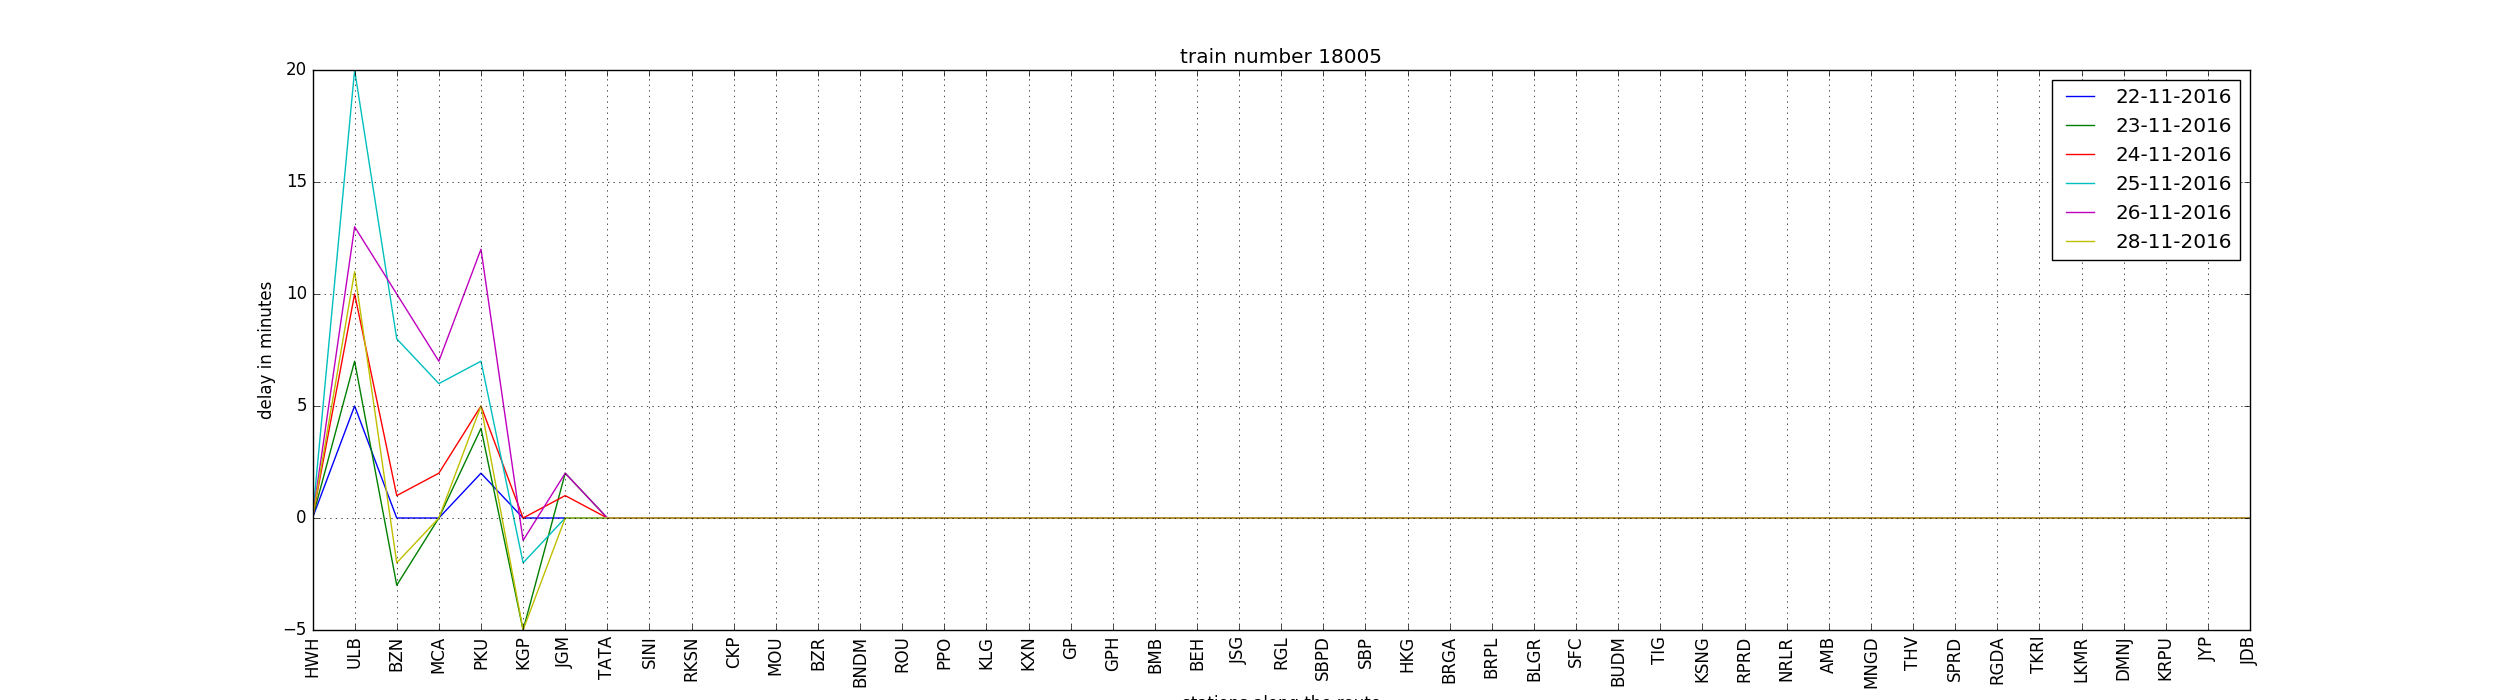 train number 18005
20
15
10
5
0
−5
delay in minutes
22-11-2016
23-11-2016
24-11-2016
25-11-2016
26-11-2016
28-11-2016
HWH
ULB
BZN
MCA
PKU
KGP
JGM
TATA
SINI
RKSN
CKP
MOU
BZR
BNDM
ROU
PPO
KLG
KXN
GP
GPH
BMB
BEH
JSG
RGL
SBPD
SBP
HKG
BRGA
BRPL
BLGR
SFC
BUDM
TIG
KSNG
RPRD
NRLR
AMB
MNGD
THV
SPRD
RGDA
TKRI
LKMR
DMNJ
KRPU
JYP
JDB
stations along the route